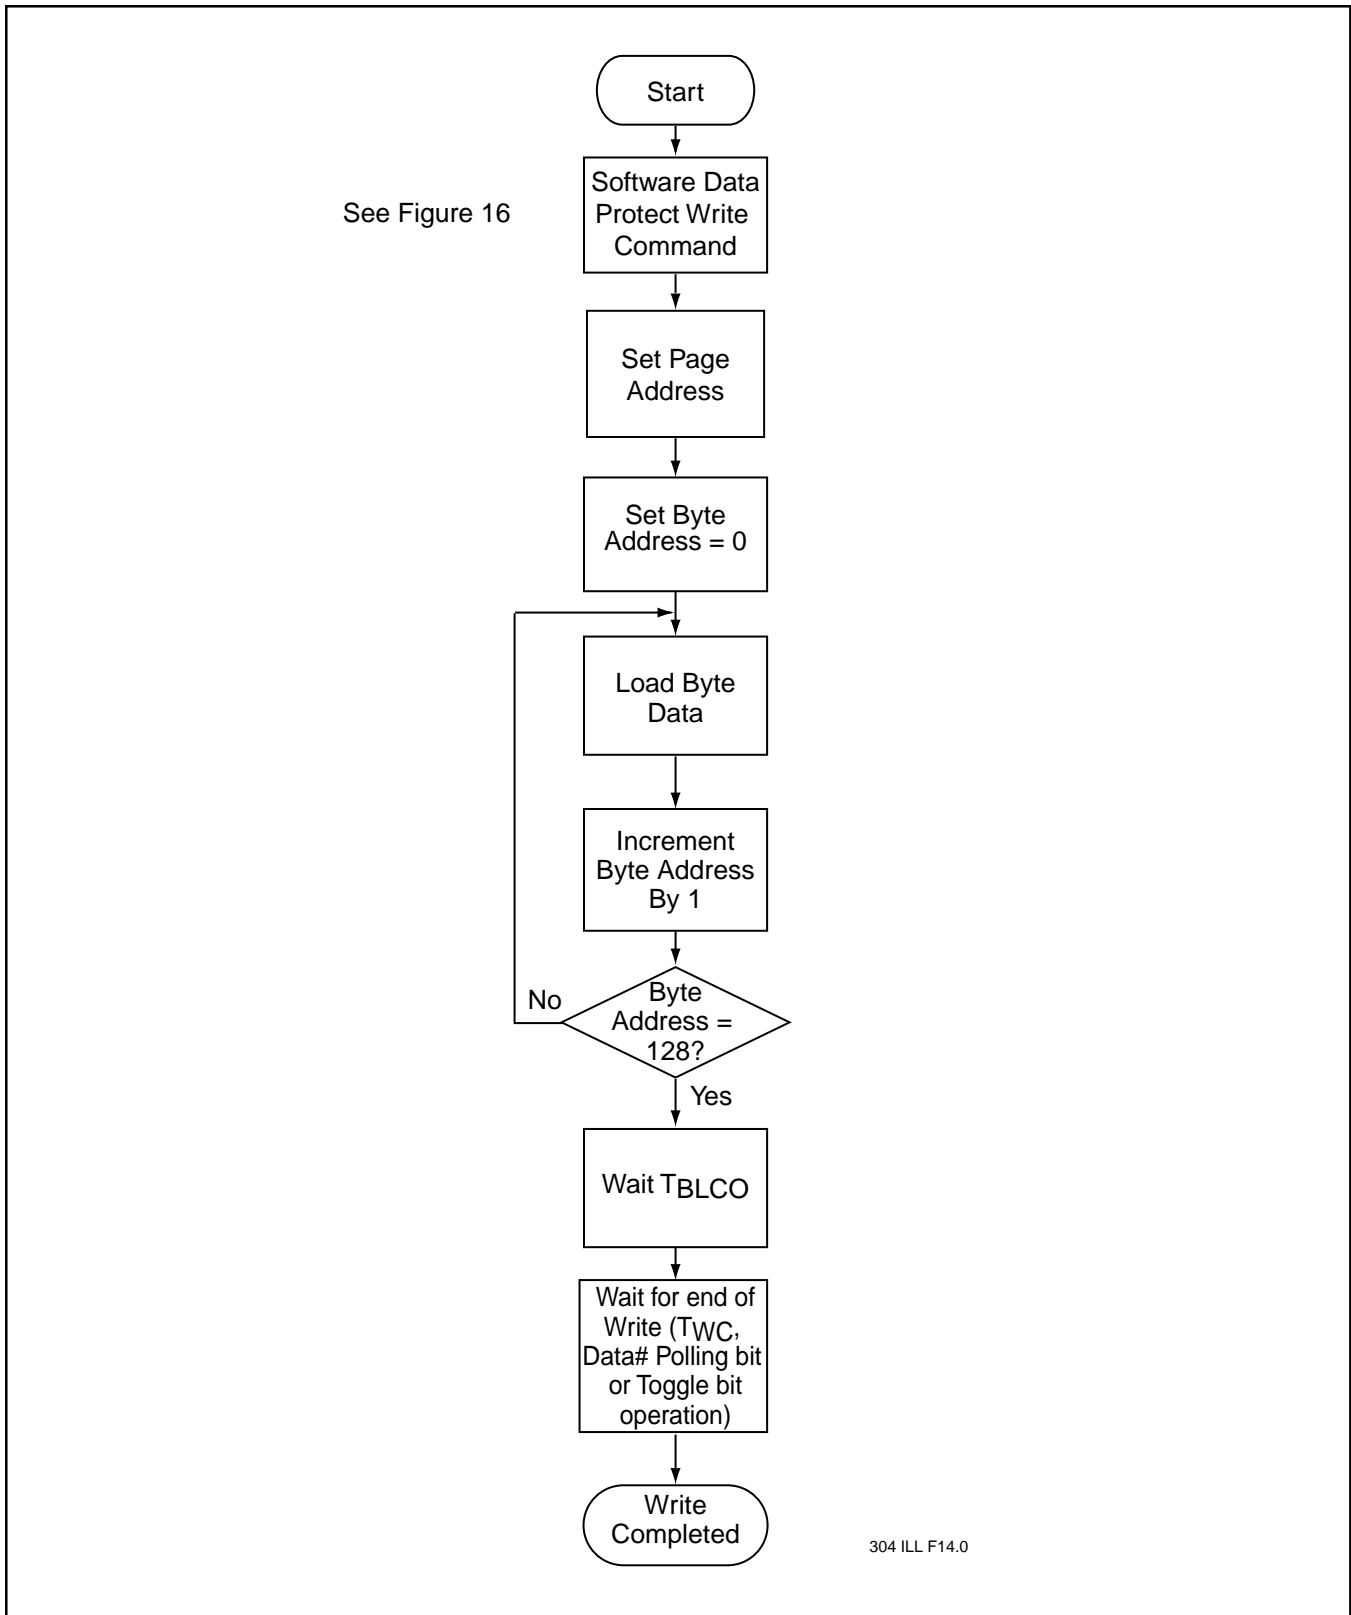 Start
See Figure 16
Software Data
Protect Write
Command
Set Page
Address
Set Byte
Address = 0
Load Byte
Data
Increment
Byte Address
By 1
No
Byte
Address =
128?
Yes
Wait TBLCO
Wait for end of
Write (TWC,
Data# Polling bit
or Toggle bit
operation)
Write
Completed
304 ILL F14.0